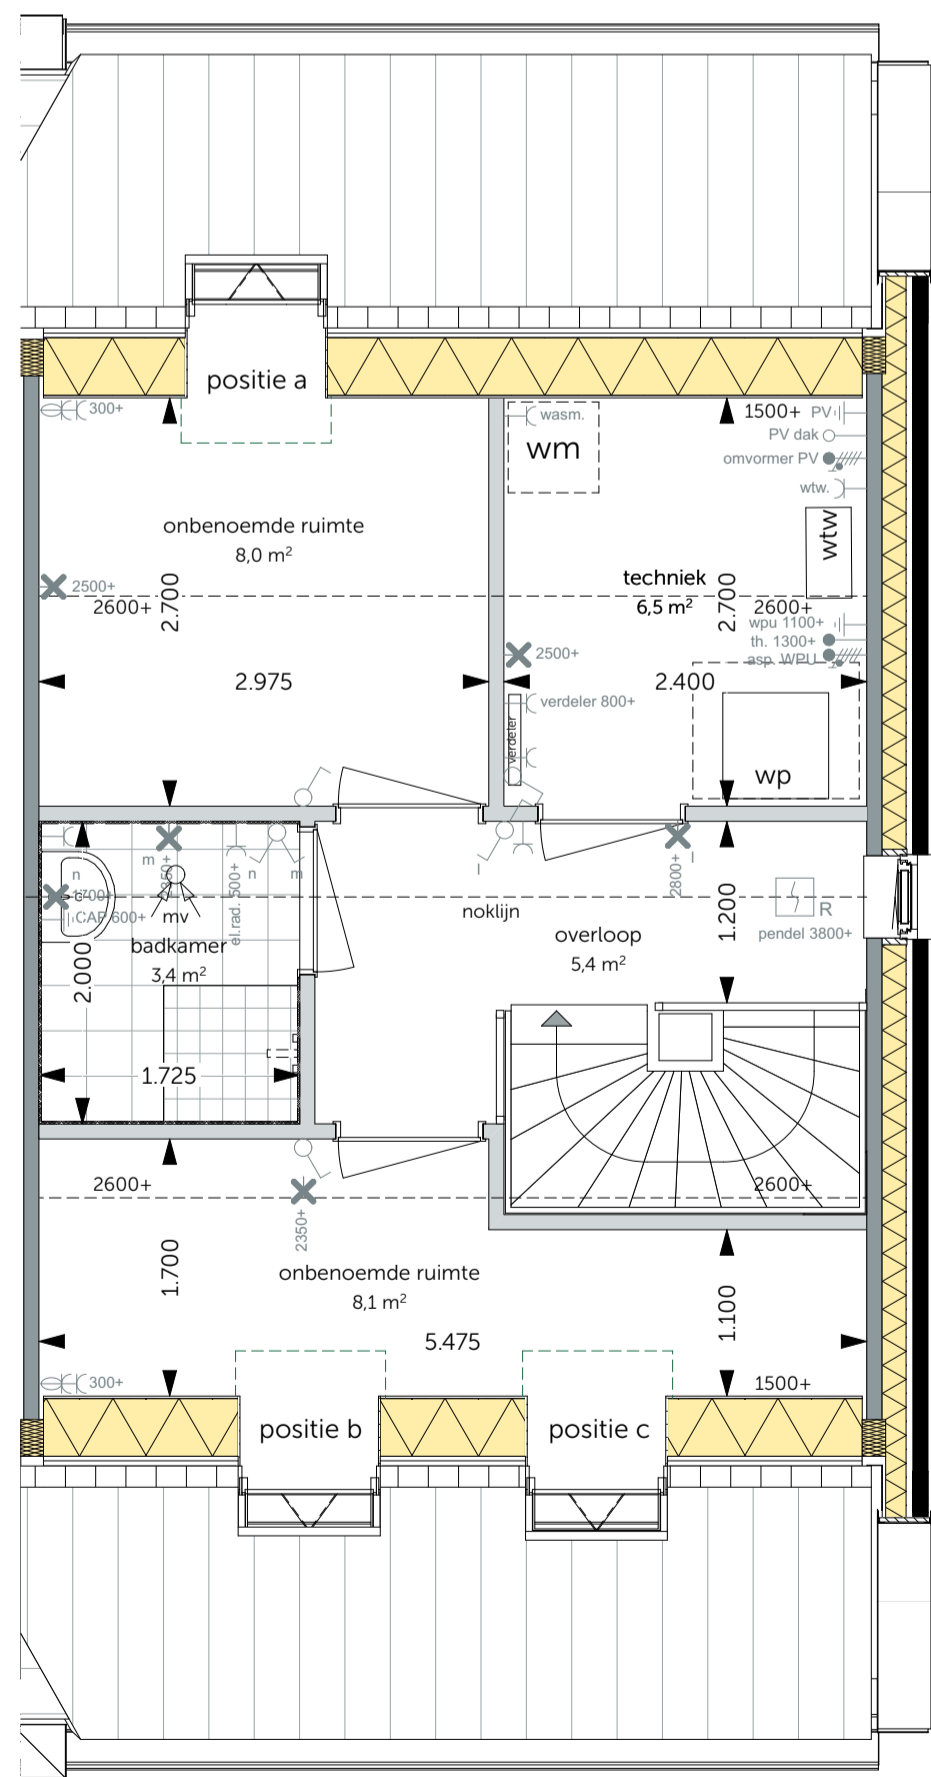 positie a
300+
wasm.
wm
1500+ PV
PV dak
omvormer PV
wtw.
wtw
onbenoemde ruimte
8,0 m²
techniek
6,5 m²
2500+
2600+
2.700
2.700
2600+
wpu 1100+
th. 1300+
asp. WPU
2500+
2.975
2.400
verdeler 800+
verdeler
wp
m
n
1700+
CAP 600+
mv
el.rad. 500+
n
m
l
2800+
l
badkamer
3,4 m²
2.000
1.725
noklijn
overloop
5,4 m²
1.200
R
pendel 3800+
2600+
2600+
2350+
1.700
onbenoemde ruimte
8,1 m²
1.100
5.475
300+
1500+
positie b
positie c